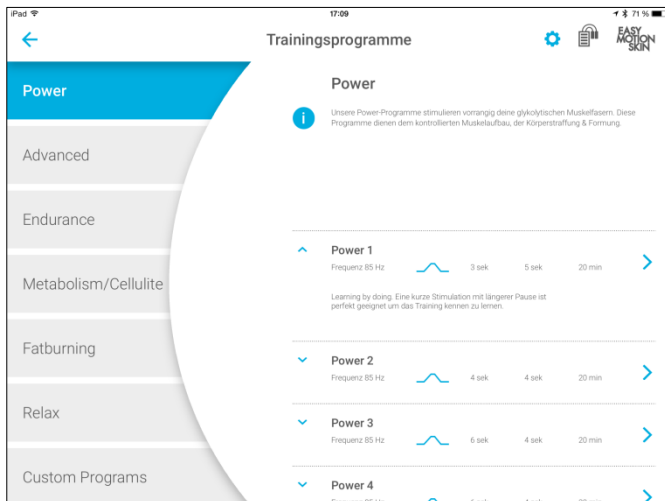 iPad 17:09 71 %
Trainingsprogramme
EASY
MOTION
SKIN
Power
Advanced
Endurance
Metabolism/Cellulite
Fatburning
Relax
Custom Programs
Power
i
Unsere Power-Programme stimulieren vorrangig deine glykolytischen Muskelfasern. Diese
Programme dienen dem kontrollierten Muskelaufbau, der Körperstraffung & Formung.
Power 1
Frequenz 85 Hz 3 sek 5 sek 20 min
Learning by doing. Eine kurze Stimulation mit längerer Pause ist
perfekt geeignet um das Training kennen zu lernen.
Power 2
Frequenz 85 Hz 4 sek 4 sek 20 min
Power 3
Frequenz 85 Hz 6 sek 4 sek 20 min
Power 4